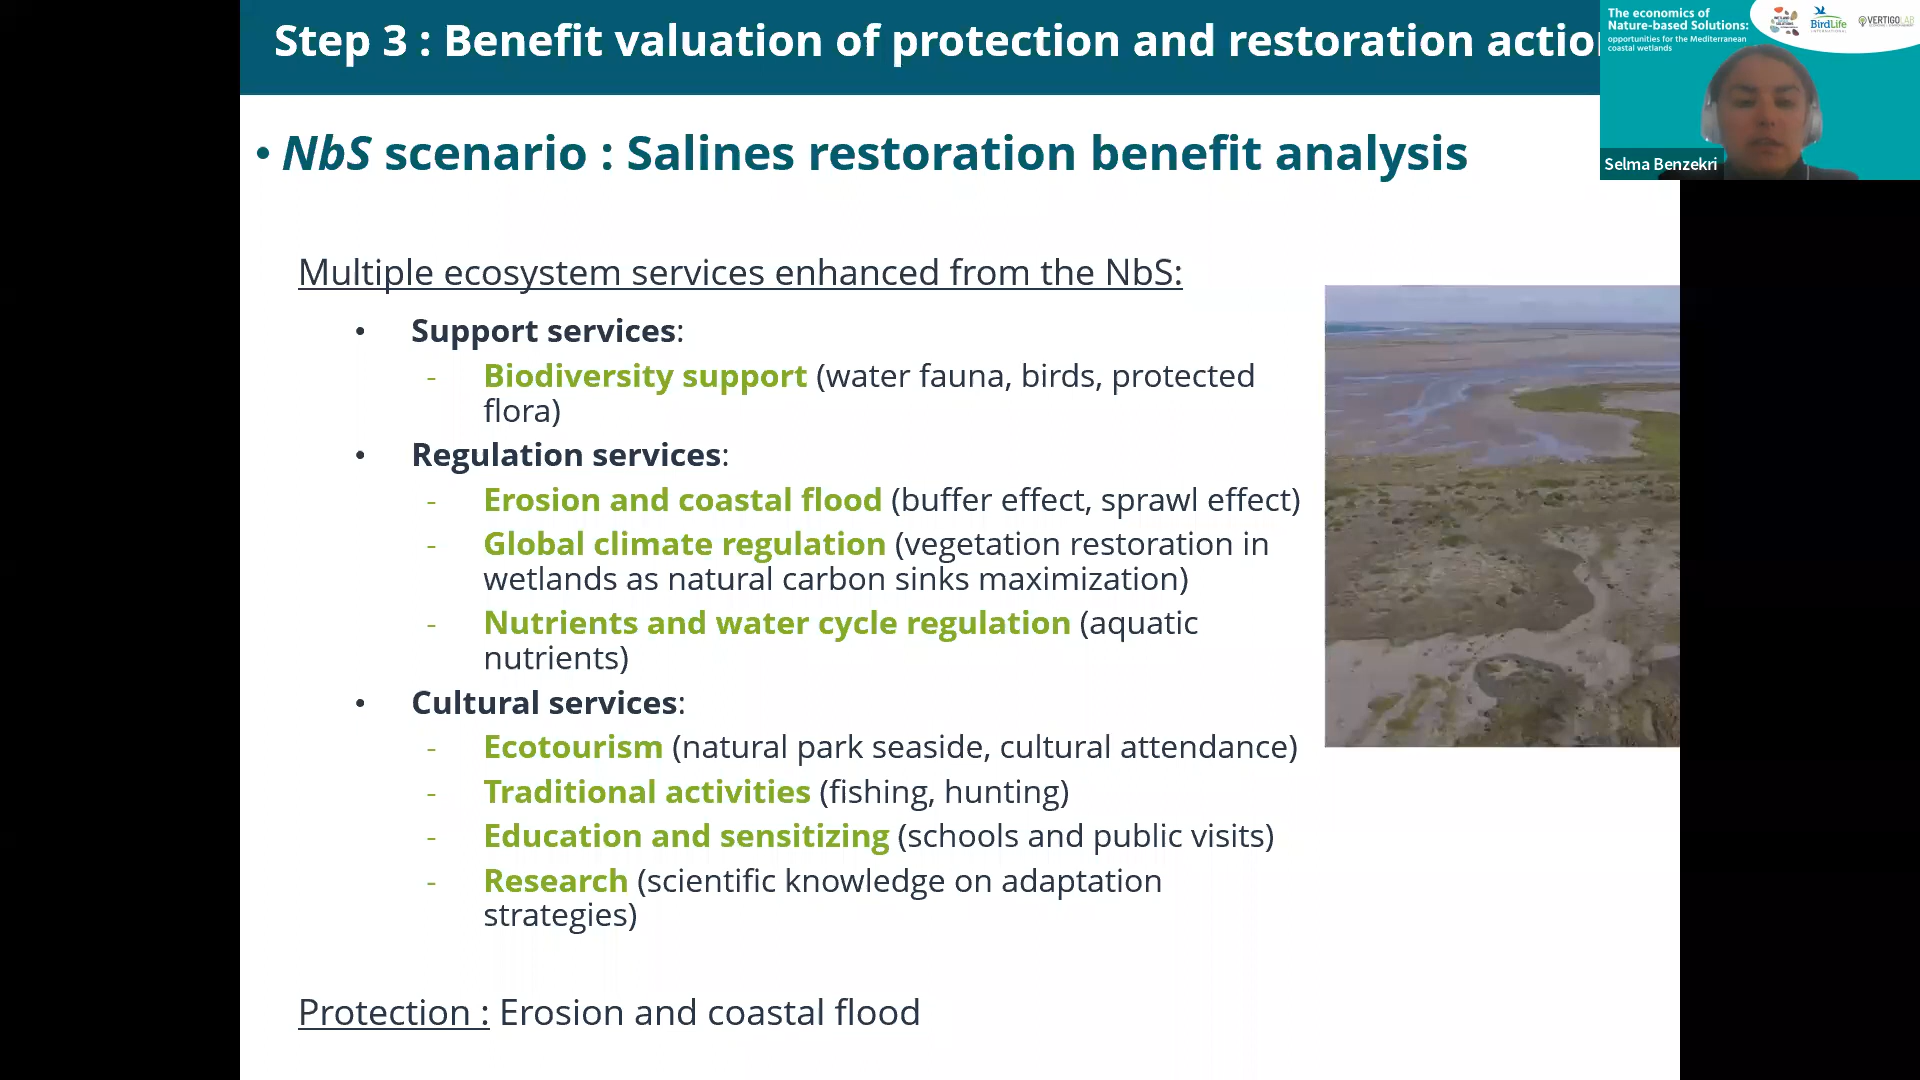 Step 3 : Benefit valuation of protection and restoration actio
The economics of
Nature-based Solutions:
opportunities for the Mediterranean
coastal wetlands
BirdLife
INTERNATIONAL
VERTIGOLAB
Selma Benzekri
• NbS scenario : Salines restoration benefit analysis
Multiple ecosystem services enhanced from the NbS:
• Support services:
- Biodiversity support (water fauna, birds, protected
flora)
• Regulation services:
- Erosion and coastal flood (buffer effect, sprawl effect)
- Global climate regulation (vegetation restoration in
wetlands as natural carbon sinks maximization)
- Nutrients and water cycle regulation (aquatic
nutrients)
• Cultural services:
- Ecotourism (natural park seaside, cultural attendance)
- Traditional activities (fishing, hunting)
- Education and sensitizing (schools and public visits)
- Research (scientific knowledge on adaptation
strategies)
Protection : Erosion and coastal flood